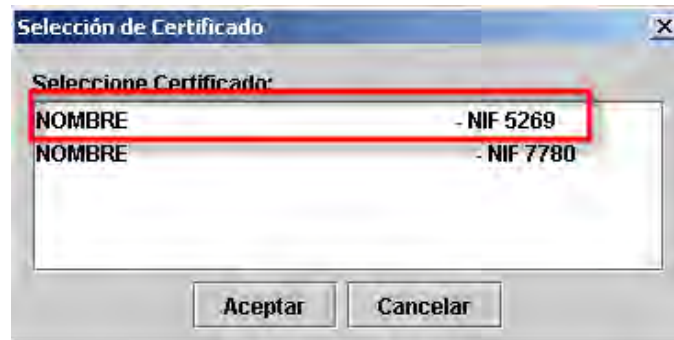 Selección de Certificado
Seleccione Certificado:
NOMBRE - NIF 5269
NOMBRE - NIF 7780
Aceptar Cancelar